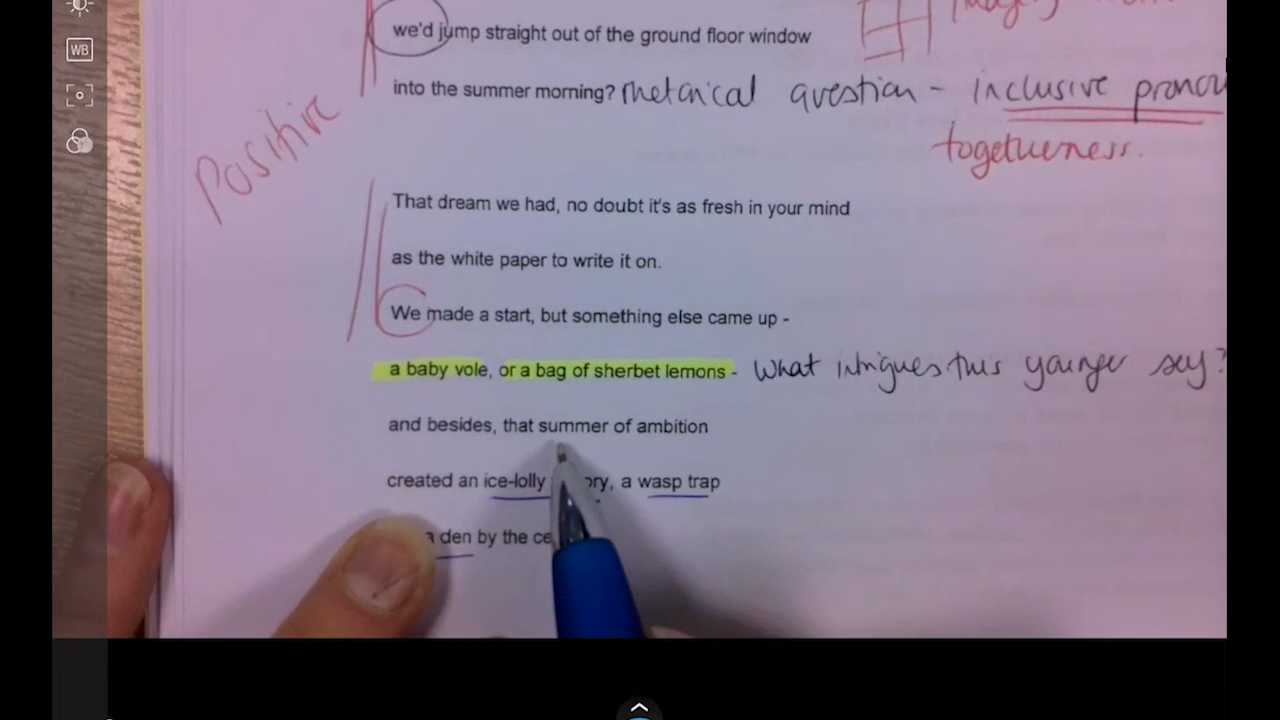 WB
we'd jump straight out of the ground floor window
into the summer morning? rhetorical question - inclusive pronou
togetherness.
Positive
That dream we had, no doubt it's as fresh in your mind
as the white paper to write it on.
We made a start, but something else came up -
a baby vole, or a bag of sherbet lemons - What intrigues this younger self?
and besides, that summer of ambition
created an ice-lolly ory, a wasp trap
a den by the ce